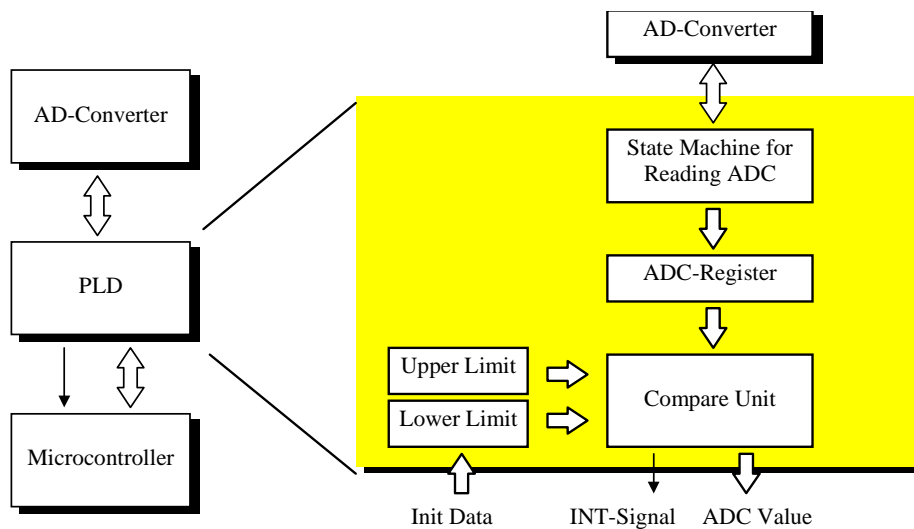 AD-Converter
PLD
Microcontroller
AD-Converter
State Machine for
Reading ADC
ADC-Register
Upper Limit
Lower Limit
Compare Unit
Init Data
INT-Signal
ADC Value